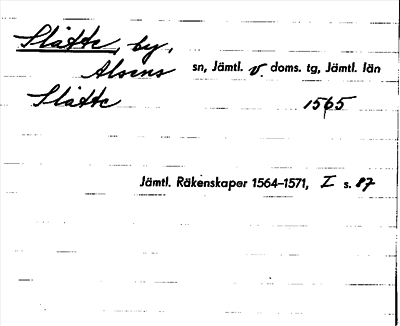 Slätte, by,
Alsens sn, Jämtl. v. doms. tg, Jämtl. län
Slätte 1565
Jämtl. Räkenskaper 1564–1571, I s. 87